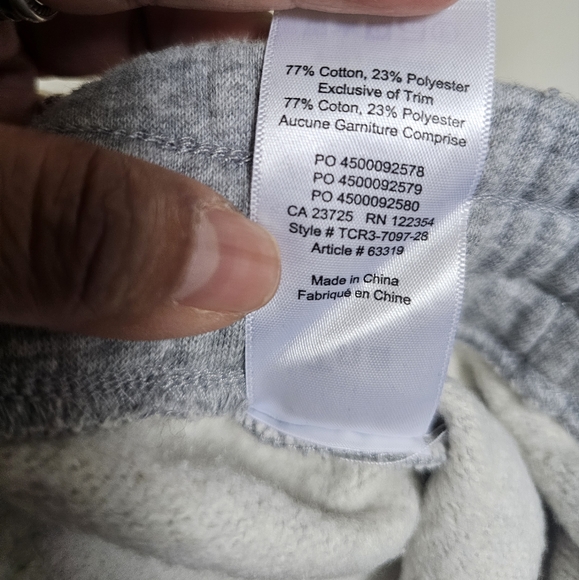 77% Cotton, 23% Polyester
Exclusive of Trim
77% Coton, 23% Polyester
Aucune Garniture Comprise
PO 4500092578
PO 4500092579
PO 4500092580
CA 23725 RN 122354
Style # TCR3-7097-28
Article # 63319
Made in China
Fabriqué en Chine